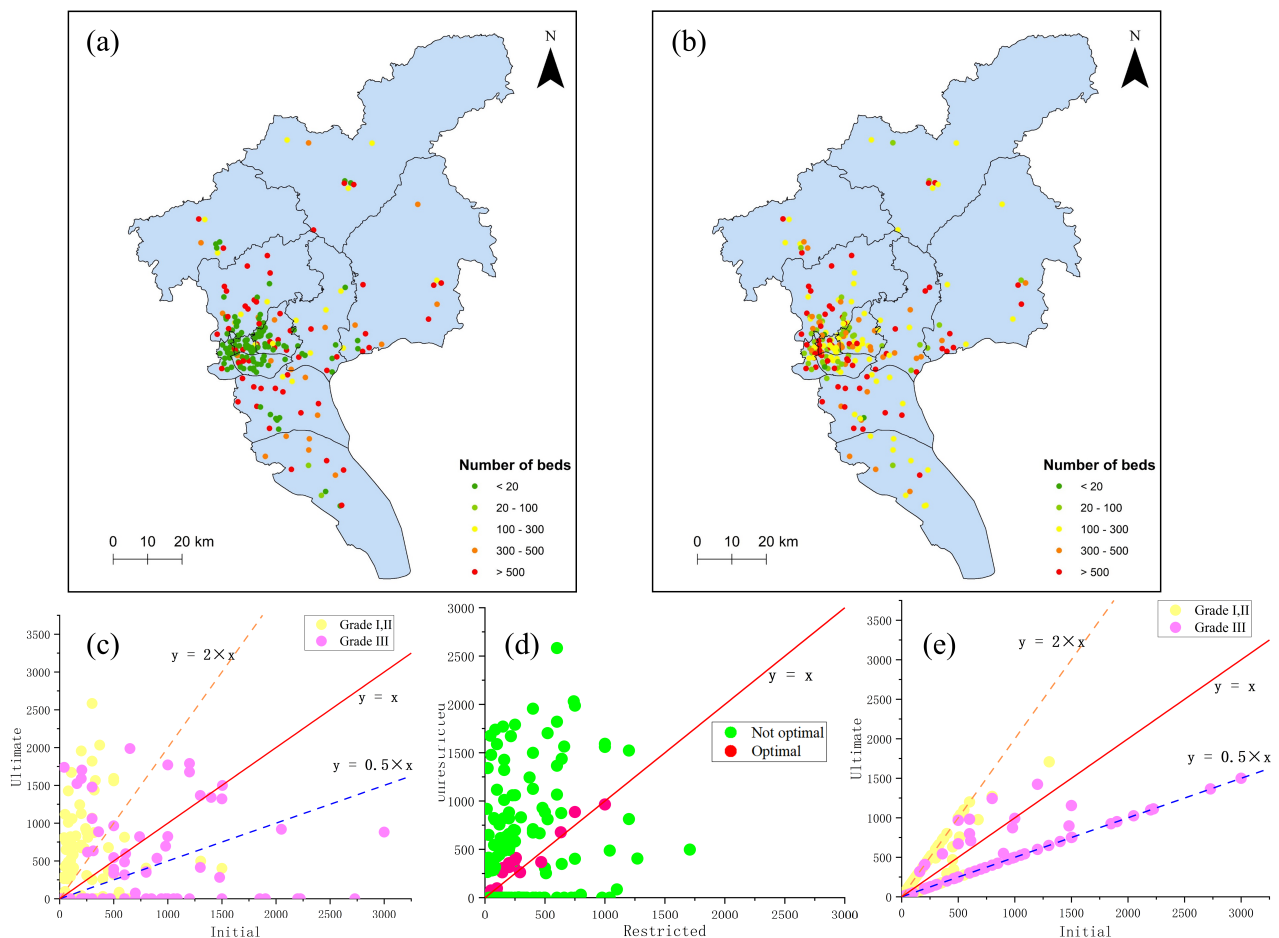 (a)
N
Number of beds
< 20
20 - 100
100 - 300
300 - 500
> 500
0 10 20 km
(b)
N
Number of beds
< 20
20 - 100
100 - 300
300 - 500
> 500
0 10 20 km
(c)
Grade I,II
Grade III
y = 2×x
y = x
y = 0.5×x
Ultimate
3500
3000
2500
2000
1500
1000
500
0
0 500 1000 1500 2000 2500 3000
Initial
(d)
y = x
Not optimal
Optimal
Unrestricted
3000
2500
2000
1500
1000
500
0
0 500 1000 1500 2000 2500 3000
Restricted
(e)
Grade I,II
Grade III
y = 2×x
y = x
y = 0.5×x
Ultimate
3500
3000
2500
2000
1500
1000
500
0
0 500 1000 1500 2000 2500 3000
Initial